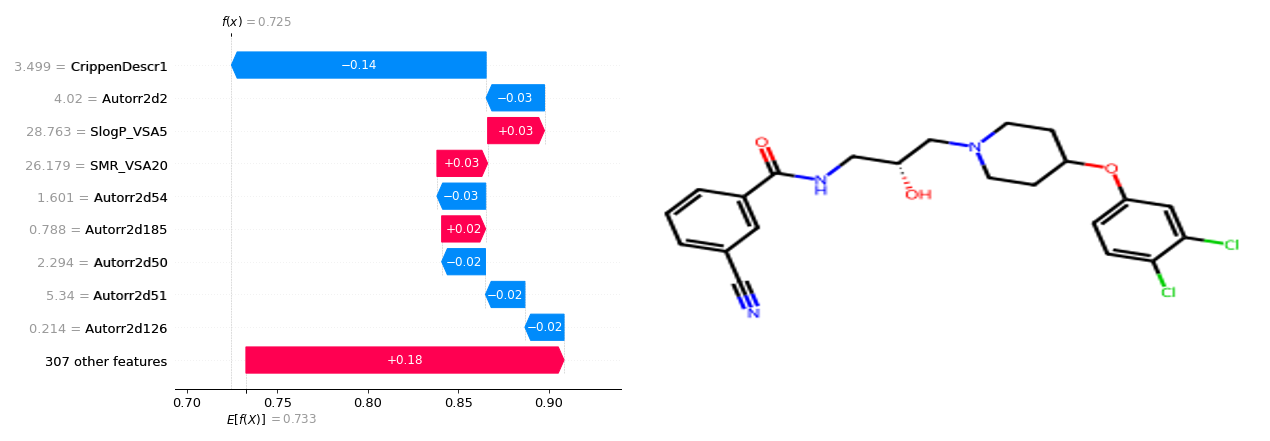 f(x) = 0.725
3.499 = CrippenDescr1
−0.14
4.02 = Autorr2d2
−0.03
28.763 = SlogP_VSA5
+0.03
26.179 = SMR_VSA20
+0.03
1.601 = Autorr2d54
−0.03
0.788 = Autorr2d185
+0.02
2.294 = Autorr2d50
−0.02
5.34 = Autorr2d51
−0.02
0.214 = Autorr2d126
−0.02
307 other features
+0.18
0.70 0.75 0.80 0.85 0.90
E[f(X)] = 0.733
O
N
H
OH
N
O
Cl
Cl
N